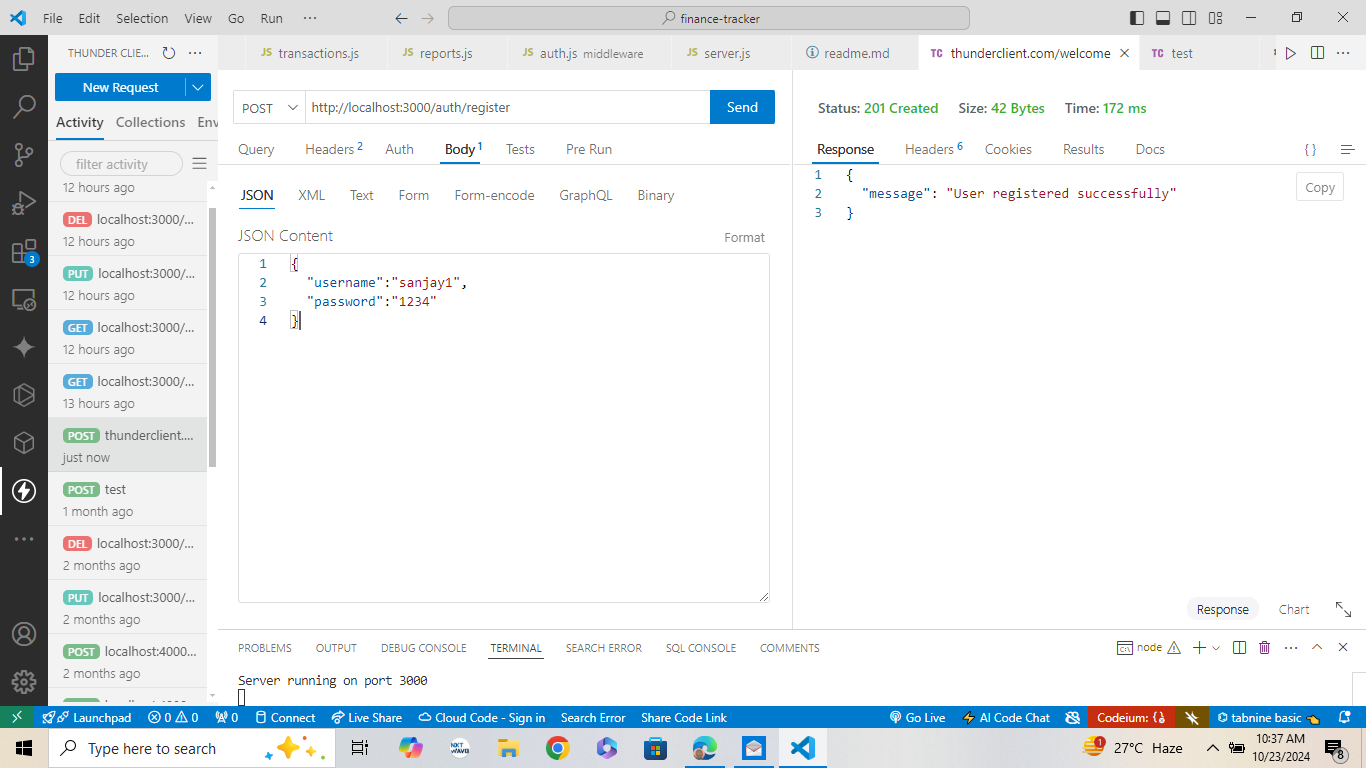 File Edit Selection View Go Run ··· finance-tracker
THUNDER CLIE... ···
JS transactions.js JS reports.js JS auth.js middleware JS server.js readme.md TC thunderclient.com/welcome TC test ···
New Request
Activity Collections Env
filter activity
12 hours ago
DEL localhost:3000/...
12 hours ago
PUT localhost:3000/...
12 hours ago
GET localhost:3000/...
12 hours ago
GET localhost:3000/...
13 hours ago
POST thunderclient....
just now
POST test
1 month ago
DEL localhost:3000/...
2 months ago
PUT localhost:3000/...
2 months ago
POST localhost:4000...
2 months ago
3
POST http://localhost:3000/auth/register Send
Query Headers 2 Auth Body 1 Tests Pre Run
JSON XML Text Form Form-encode GraphQL Binary
JSON Content
Format
1 {
2 "username":"sanjay1",
3 "password":"1234"
4 }
Status: 201 Created Size: 42 Bytes Time: 172 ms
Response Headers 6 Cookies Results Docs { }
1 {
2 "message": "User registered successfully"
3 }
Copy
Response Chart
PROBLEMS OUTPUT DEBUG CONSOLE TERMINAL SEARCH ERROR SQL CONSOLE COMMENTS node ···
Server running on port 3000
Launchpad 0 0 0 Connect Live Share Cloud Code - Sign in Search Error Share Code Link Go Live AI Code Chat Codeium: {...} tabnine basic
Type here to search
NXT WAVE
1
27°C Haze
10:37 AM
10/23/2024
8